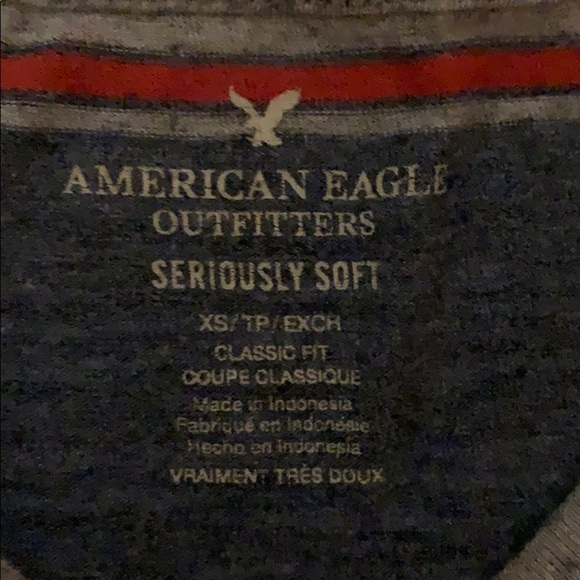 AMERICAN EAGLE
OUTFITTERS
SERIOUSLY SOFT
XS/TP/EXCH
CLASSIC FIT
COUPE CLASSIQUE
Made in Indonesia
Fabriqué en Indonésie
Hecho en Indonesia
VRAIMENT TRÈS DOUX